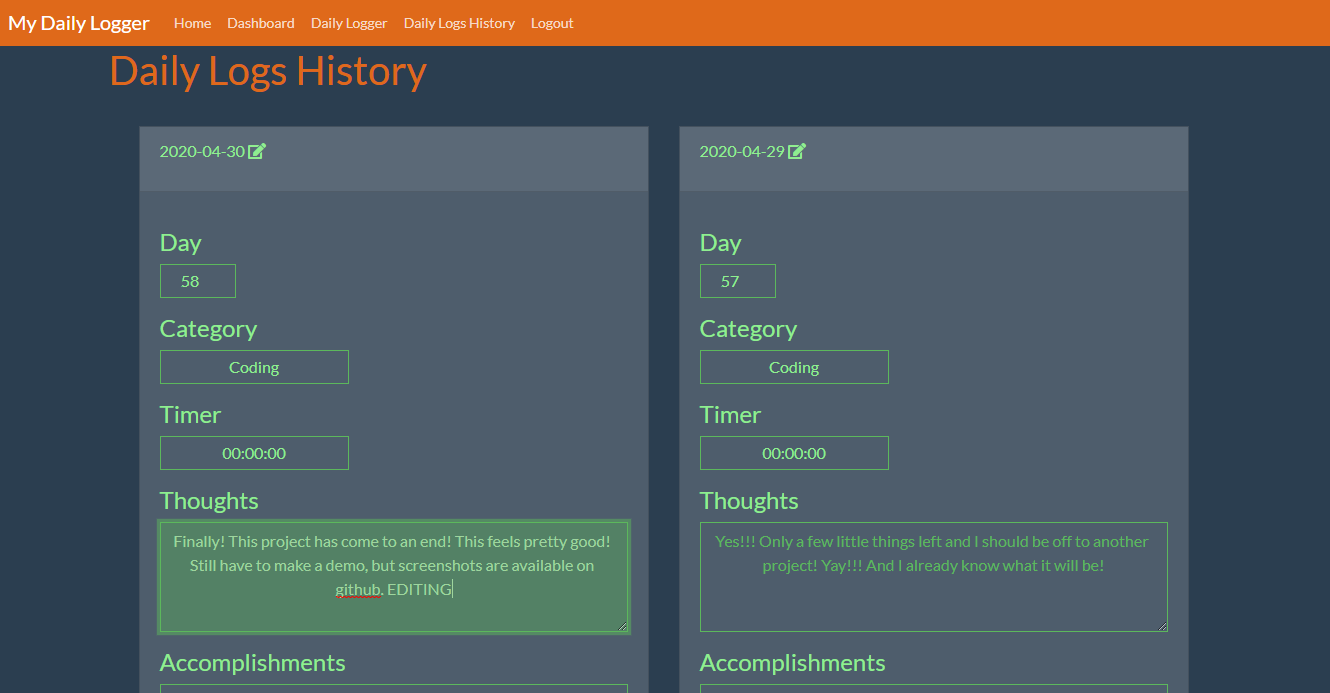 My Daily Logger Home Dashboard Daily Logger Daily Logs History Logout
Daily Logs History
2020-04-30
Day
58
Category
Coding
Timer
00:00:00
Thoughts
Finally! This project has come to an end! This feels pretty good!
Still have to make a demo, but screenshots are available on
github. EDITING
Accomplishments
2020-04-29
Day
57
Category
Coding
Timer
00:00:00
Thoughts
Yes!!! Only a few little things left and I should be off to another
project! Yay!!! And I already know what it will be!
Accomplishments